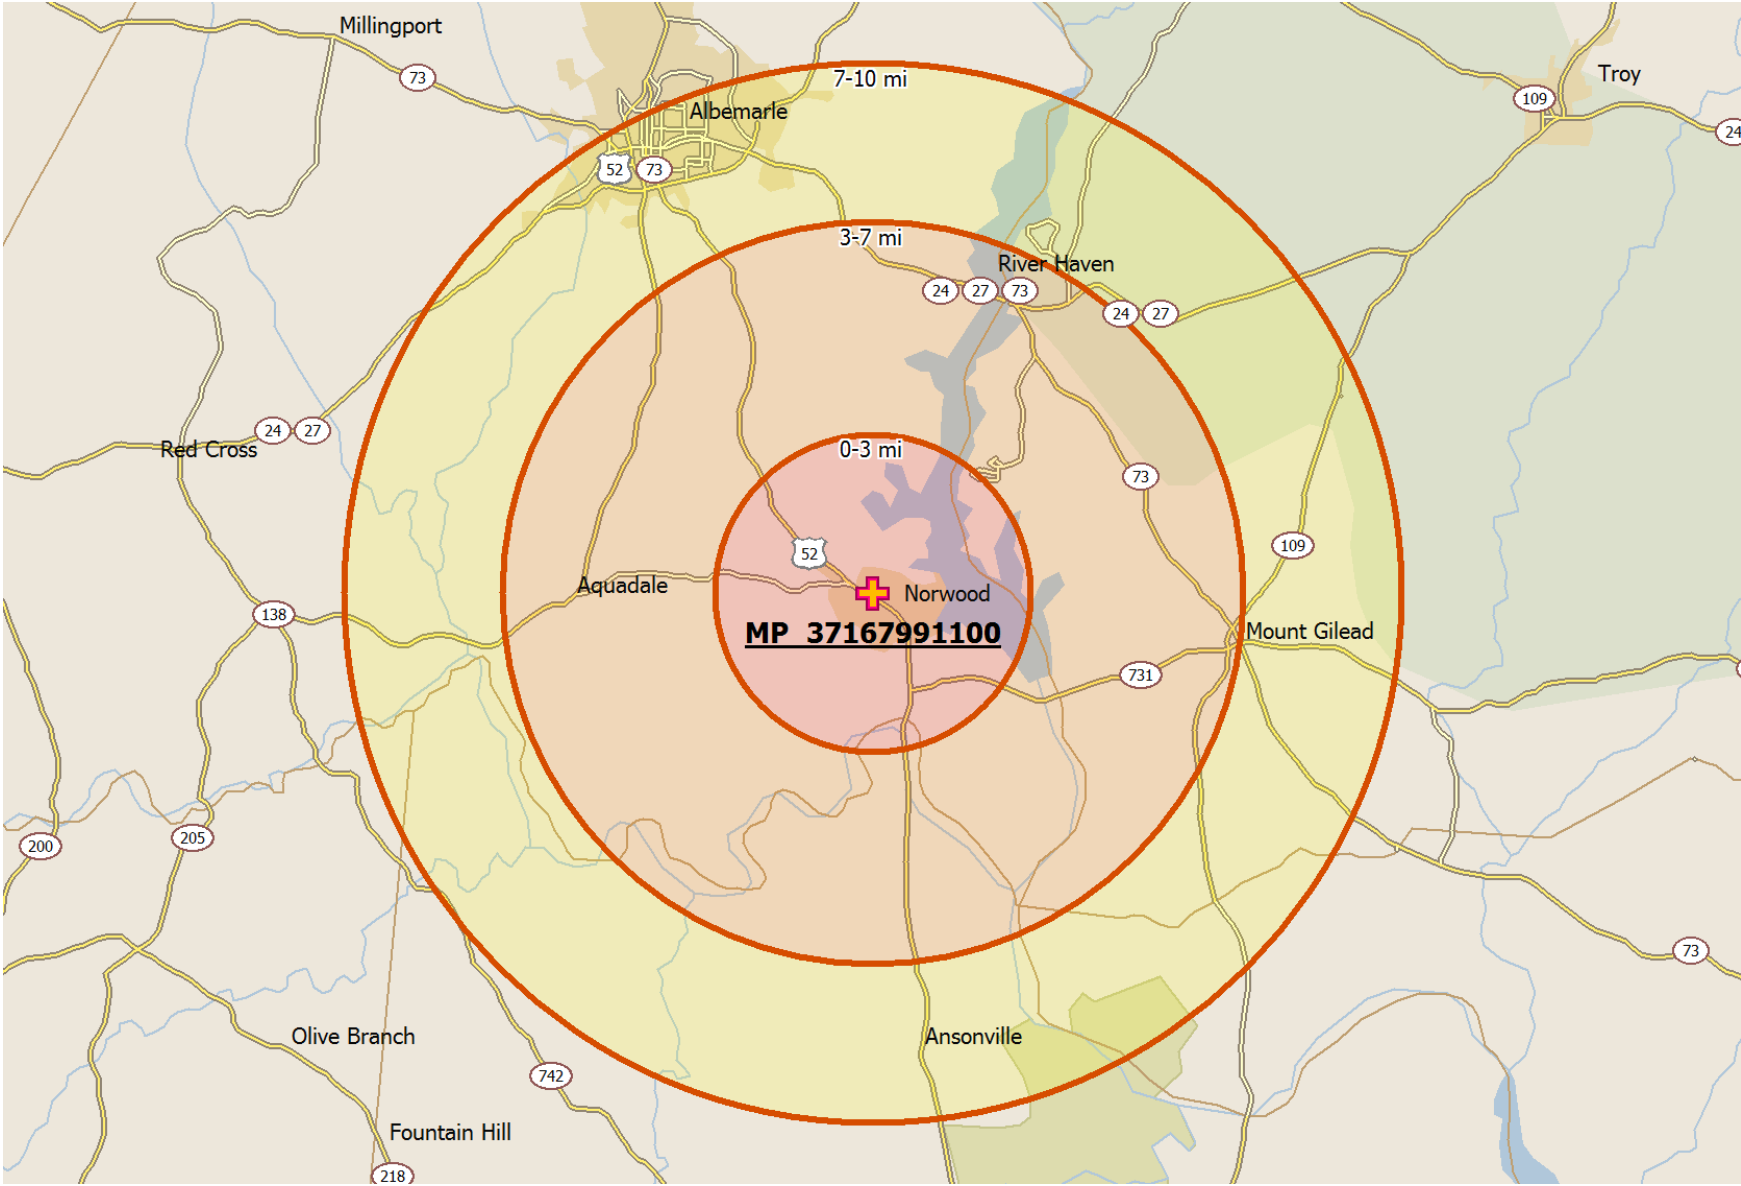 Millingport
Troy
73
7-10 mi
109
Albemarle
24
52
73
3-7 mi
River Haven
24
27
73
24
27
24
27
Red Cross
0-3 mi
73
109
52
Aquadale
Norwood
138
MP_37167991100
Mount Gilead
731
205
200
73
Olive Branch
Ansonville
742
Fountain Hill
218